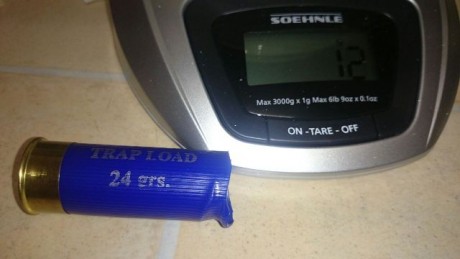 SOEHNLE
12
Max 3000g x 1g Max 6lb 9oz x 0.1oz
ON - TARE - OFF
TRAP LOAD
24 grs.